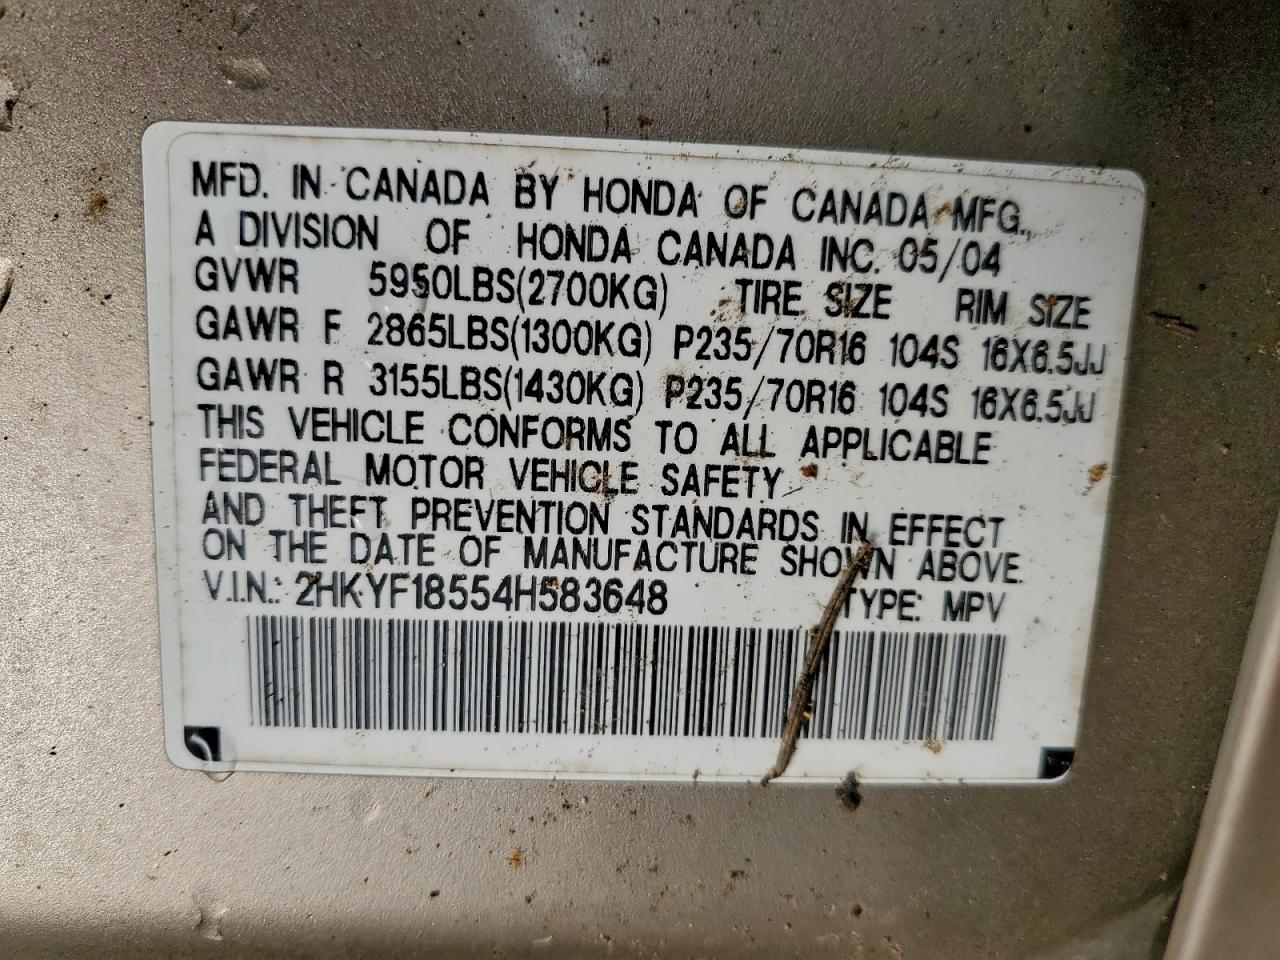 MFD. IN CANADA BY HONDA OF CANADA MFG.,
A DIVISION OF HONDA CANADA INC. 05/04
GVWR 5950LBS(2700KG) TIRE SIZE RIM SIZE
GAWR F 2865LBS(1300KG) P235/70R16 104S 16X6.5JJ
GAWR R 3155LBS(1430KG) P235/70R16 104S 16X6.5JJ
THIS VEHICLE CONFORMS TO ALL APPLICABLE
FEDERAL MOTOR VEHICLE SAFETY
AND THEFT PREVENTION STANDARDS IN EFFECT
ON THE DATE OF MANUFACTURE SHOWN ABOVE.
V.I.N.: 2HKYF18554H583648 TYPE: MPV